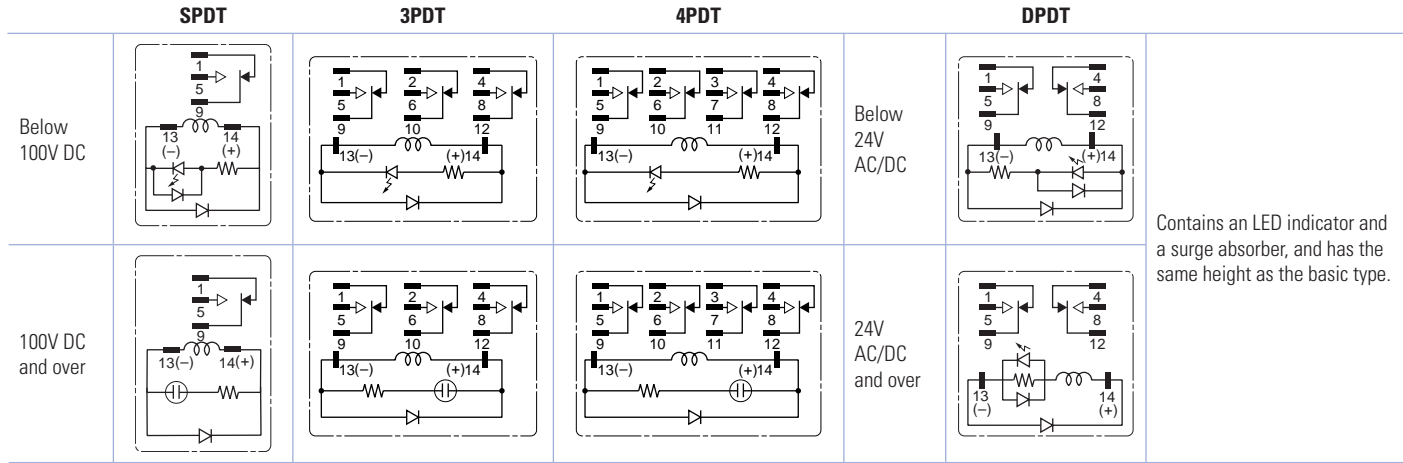 SPDT 3PDT 4PDT DPDT
Below
100V DC
1
5
9
13
(–)
14
(+)
1 2 4
5 6 8
9 10 12
13(–) (+)14
1 2 3 4
5 6 7 8
9 10 11 12
13(–) (+)14
Below
24V
AC/DC
1 4
5 8
9 12
13(–) (+)14
Contains an LED indicator and
a surge absorber, and has the
same height as the basic type.
100V DC
and over
1
5
9
13(–) 14(+)
1 2 4
5 6 8
9 10 12
13(–) (+)14
1 2 3 4
5 6 7 8
9 10 11 12
13(–) (+)14
24V
AC/DC
and over
1 4
5 8
9 12
13 14
(–) (+)